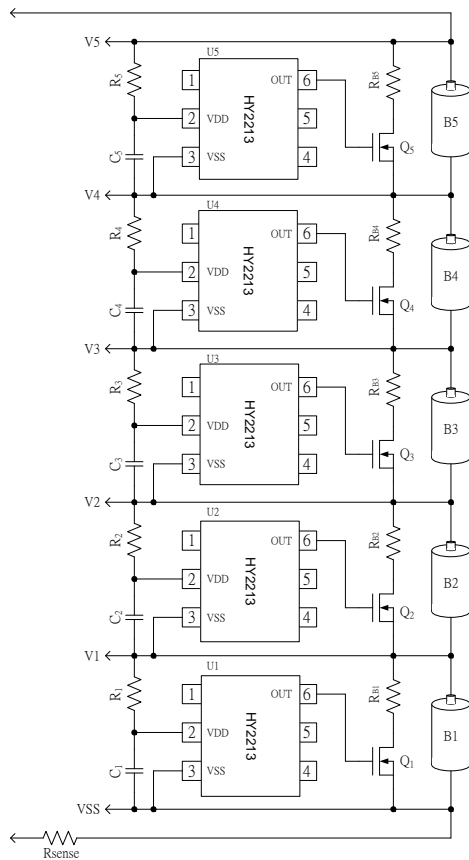 V5
U5
R5
1
OUT
6
RB5
2
VDD
HY2213
5
B5
C5
3
VSS
4
Q5
V4
U4
R4
1
OUT
6
RB4
2
VDD
HY2213
5
B4
C4
3
VSS
4
Q4
V3
U3
R3
1
OUT
6
RB3
2
VDD
HY2213
5
B3
C3
3
VSS
4
Q3
V2
U2
R2
1
OUT
6
RB2
2
VDD
HY2213
5
B2
C2
3
VSS
4
Q2
V1
U1
R1
1
OUT
6
RB1
2
VDD
HY2213
5
B1
C1
3
VSS
4
Q1
VSS
Rsense